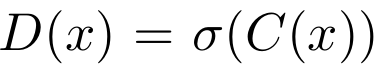 D(x) = σ(C(x))